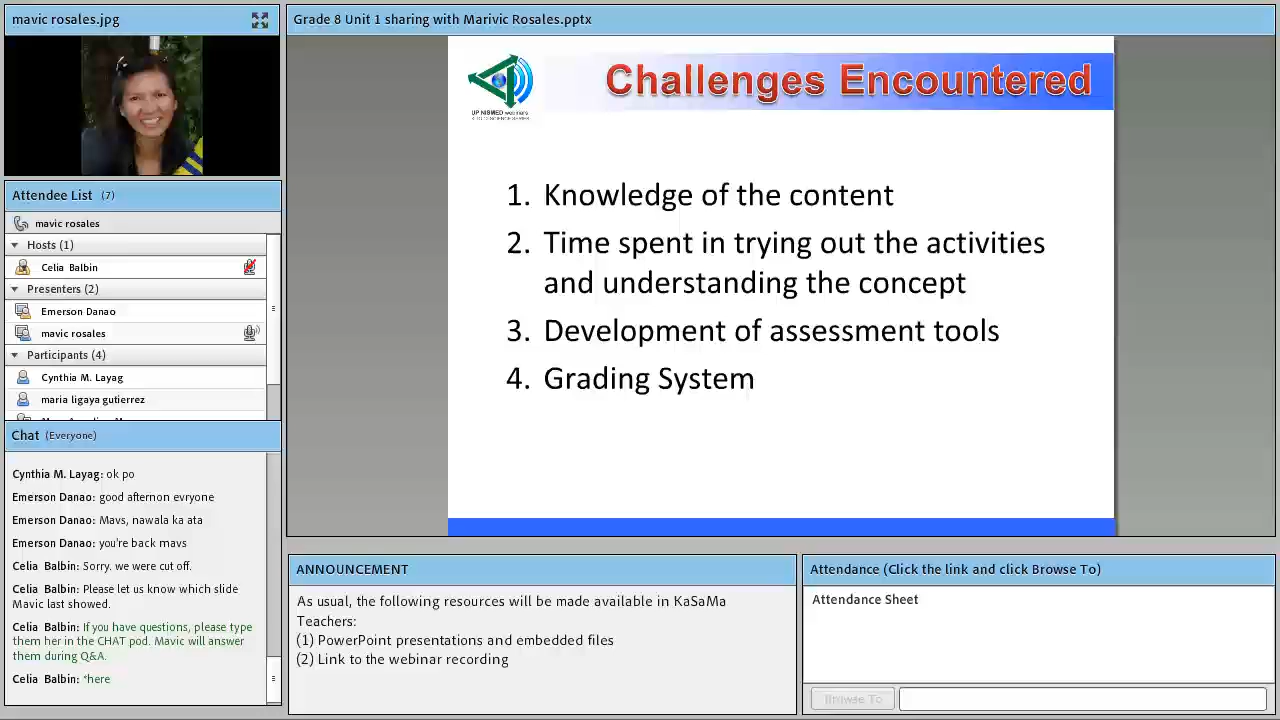 mavic rosales.jpg
Attendee List (7)
mavic rosales
Hosts (1)
Celia Balbin
Presenters (2)
Emerson Danao
mavic rosales
Participants (4)
Cynthia M. Layag
maria ligaya gutierrez
Chat (Everyone)
Cynthia M. Layag: ok po
Emerson Danao: good afternon evryone
Emerson Danao: Mavs, nawala ka ata
Emerson Danao: you're back mavs
Celia Balbin: Sorry. we were cut off.
Celia Balbin: Please let us know which slide
Mavic last showed.
Celia Balbin: If you have questions, please type
them her in the CHAT pod. Mavic will answer
them during Q&A.
Celia Balbin: *here
Grade 8 Unit 1 sharing with Marivic Rosales.pptx
UP NISMED webinars
K TO 12 SCIENCE SERIES
Challenges Encountered
1. Knowledge of the content
2. Time spent in trying out the activities
and understanding the concept
3. Development of assessment tools
4. Grading System
ANNOUNCEMENT
As usual, the following resources will be made available in KaSaMa
Teachers:
(1) PowerPoint presentations and embedded files
(2) Link to the webinar recording
Attendance (Click the link and click Browse To)
Attendance Sheet
Browse To